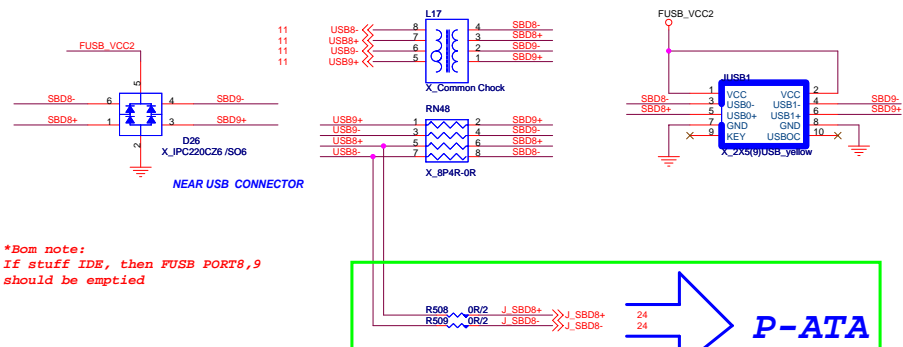 FUSB_VCC2
5
SBD8- 6 4 SBD9-
SBD8+ 1 3 SBD9+
2
D26
X_IPC220CZ6 /SO6
NEAR USB CONNECTOR
L17
11 USB8- 8 4 SBD8-
11 USB8+ 7 3 SBD8+
11 USB9- 6 2 SBD9-
11 USB9+ 5 1 SBD9+
X_Common Chock
RN48
USB9+ 1 2 SBD9+
USB9- 3 4 SBD9-
USB8+ 5 6 SBD8+
USB8- 7 8 SBD8-
X_8P4R-0R
FUSB_VCC2
JUSB1
1 VCC VCC 2
SBD8- 3 USB0- USB1- 4 SBD9-
SBD8+ 5 USB0+ USB1+ 6 SBD9+
7 GND GND 8
9 KEY USBOC 10
X_2X5(9)USB_yellow
*Bom note:
If stuff IDE, then FUSB PORT8,9
should be emptied
R508 0R/2 J_SBD8+ J_SBD8+ 24
R509 0R/2 J_SBD8- J_SBD8- 24
P-ATA